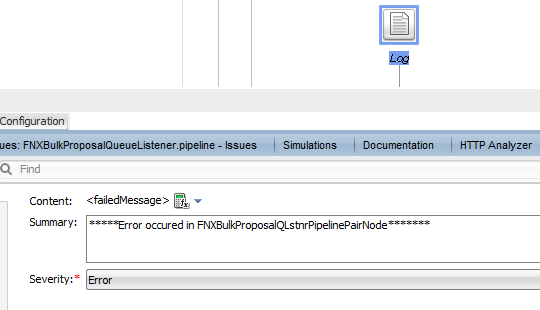 Log
Configuration
ues: FNXBulkProposalQueueListener.pipeline - Issues Simulations Documentation HTTP Analyzer
Find
Content: <failedMessage>
Summary: *****Error occured in FNXBulkProposalQLstnrPipelinePairNode*******
Severity:* Error